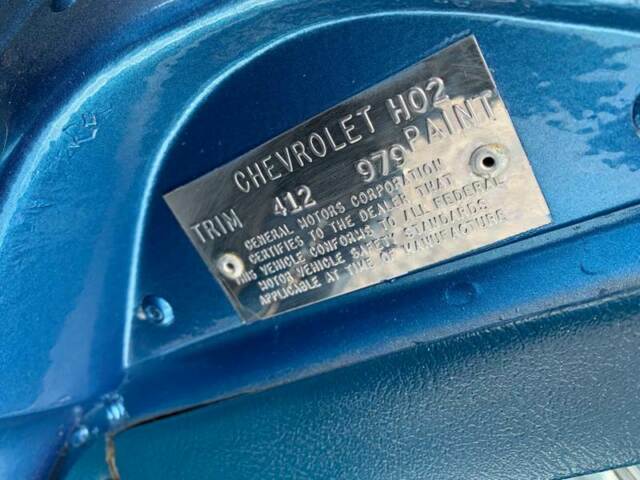 CHEVROLET H02
TRIM 412 979 PAINT
GENERAL MOTORS CORPORATION
CERTIFIES TO THE DEALER THAT
THIS VEHICLE CONFORMS TO ALL FEDERAL
MOTOR VEHICLE SAFETY STANDARDS
APPLICABLE AT TIME OF MANUFACTURE